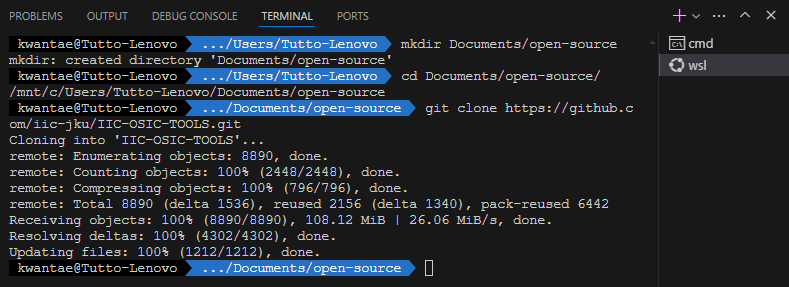 PROBLEMS OUTPUT DEBUG CONSOLE TERMINAL PORTS
kwantae@Tutto-Lenovo .../Users/Tutto-Lenovo mkdir Documents/open-source
mkdir: created directory 'Documents/open-source'
kwantae@Tutto-Lenovo .../Users/Tutto-Lenovo cd Documents/open-source/
/mnt/c/Users/Tutto-Lenovo/Documents/open-source
kwantae@Tutto-Lenovo .../Documents/open-source git clone https://github.c
om/iic-jku/IIC-OSIC-TOOLS.git
Cloning into 'IIC-OSIC-TOOLS'...
remote: Enumerating objects: 8890, done.
remote: Counting objects: 100% (2448/2448), done.
remote: Compressing objects: 100% (796/796), done.
remote: Total 8890 (delta 1536), reused 2156 (delta 1340), pack-reused 6442
Receiving objects: 100% (8890/8890), 108.12 MiB | 26.06 MiB/s, done.
Resolving deltas: 100% (4302/4302), done.
Updating files: 100% (1212/1212), done.
kwantae@Tutto-Lenovo .../Documents/open-source
cmd
wsl